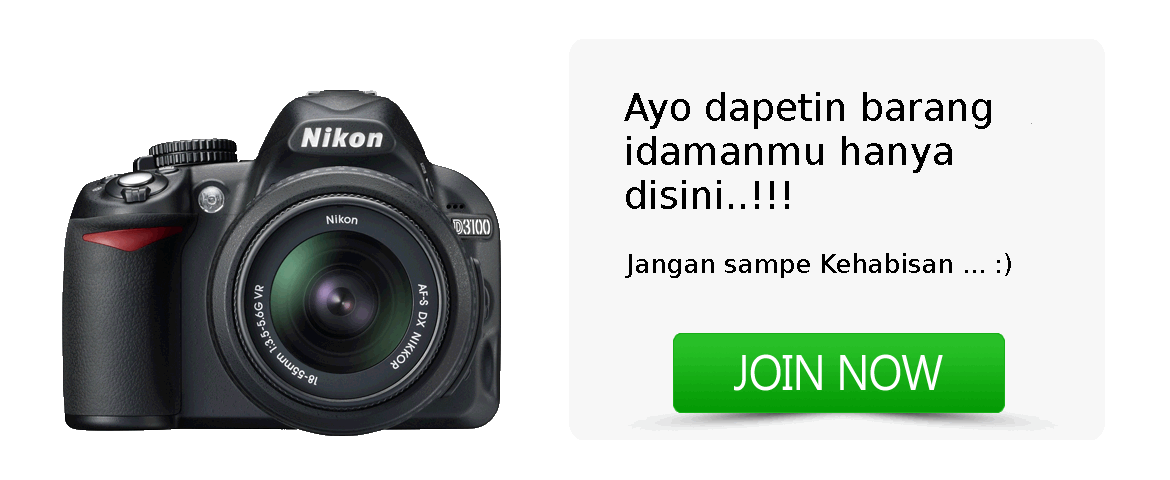 Nikon
D3100
Nikon
AF-S DX NIKKOR
18-55mm 1:3.5-5.6G VR
Ayo dapetin barang
idamanmu hanya
disini..!!!
Jangan sampe Kehabisan ... :)
JOIN NOW